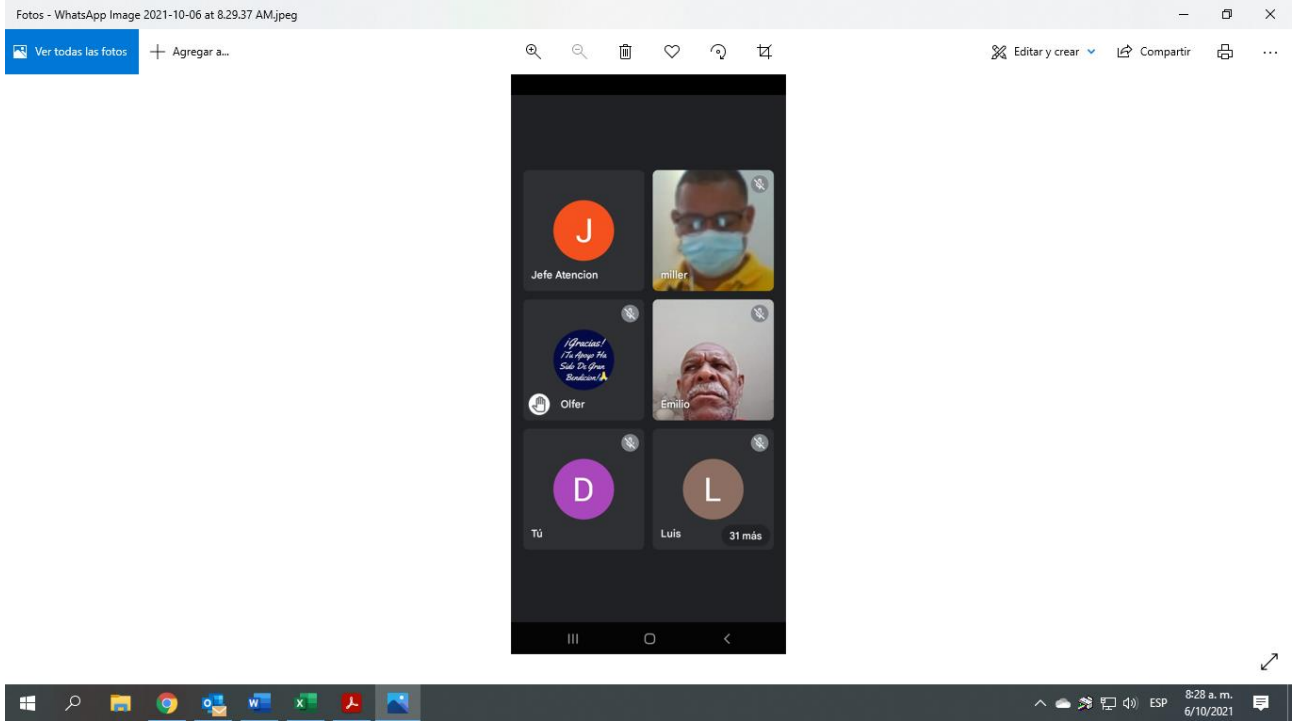 Fotos - WhatsApp Image 2021-10-06 at 8.29.37 AM.jpeg
Ver todas las fotos
Agregar a...
Editar y crear
Compartir
J
Jefe Atencion
miller
¡Gracias!
¡Tu Apoyo Ha
Sido De Gran
Bendicion!🙏
Olfer
Emilio
D
Tú
L
Luis
31 más
ESP
8:28 a. m.
6/10/2021